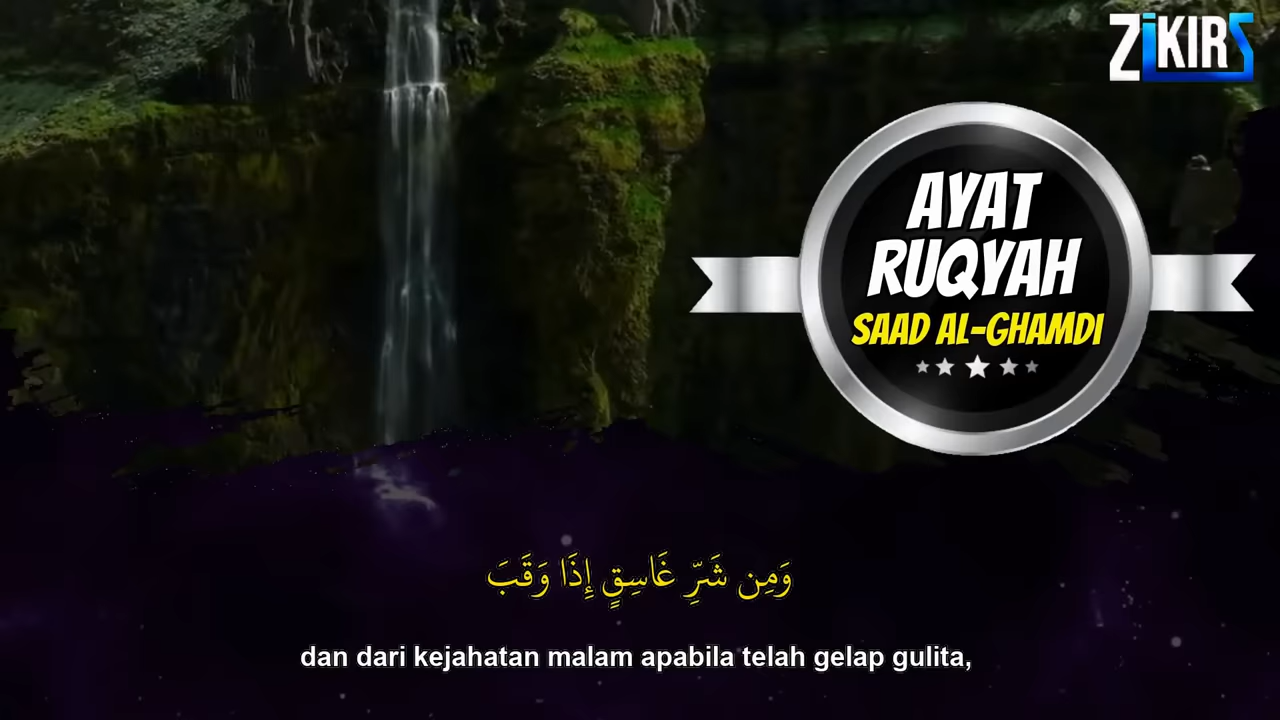 ZiKIRS
AYAT
RUQYAH
SAAD AL-GHAMDI
وَمِن شَرِّ غَاسِقٍ إِذَا وَقَبَ
dan dari kejahatan malam apabila telah gelap gulita,